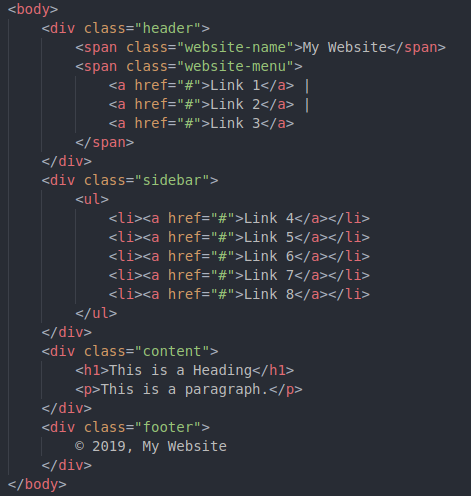 <body>
    <div class="header">
        <span class="website-name">My Website</span>
        <span class="website-menu">
            <a href="#">Link 1</a> |
            <a href="#">Link 2</a> |
            <a href="#">Link 3</a>
        </span>
    </div>
    <div class="sidebar">
        <ul>
            <li><a href="#">Link 4</a></li>
            <li><a href="#">Link 5</a></li>
            <li><a href="#">Link 6</a></li>
            <li><a href="#">Link 7</a></li>
            <li><a href="#">Link 8</a></li>
        </ul>
    </div>
    <div class="content">
        <h1>This is a Heading</h1>
        <p>This is a paragraph.</p>
    </div>
    <div class="footer">
        © 2019, My Website
    </div>
</body>